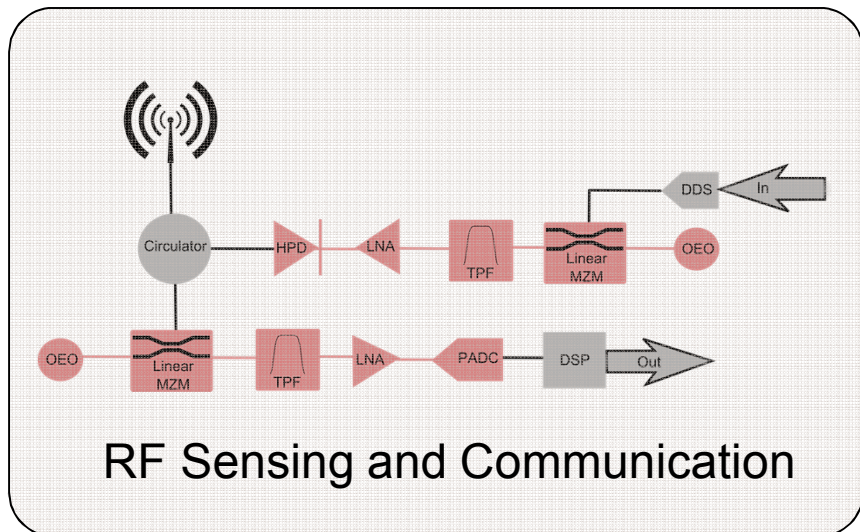 DDS
In
Circulator
HPD
LNA
TPF
Linear
MZM
OEO
OEO
Linear
MZM
TPF
LNA
PADC
DSP
Out
RF Sensing and Communication